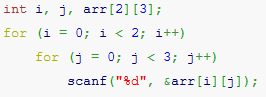 int i, j, arr[2][3];
for (i = 0; i < 2; i++)
    for (j = 0; j < 3; j++)
        scanf("%d", &arr[i][j]);